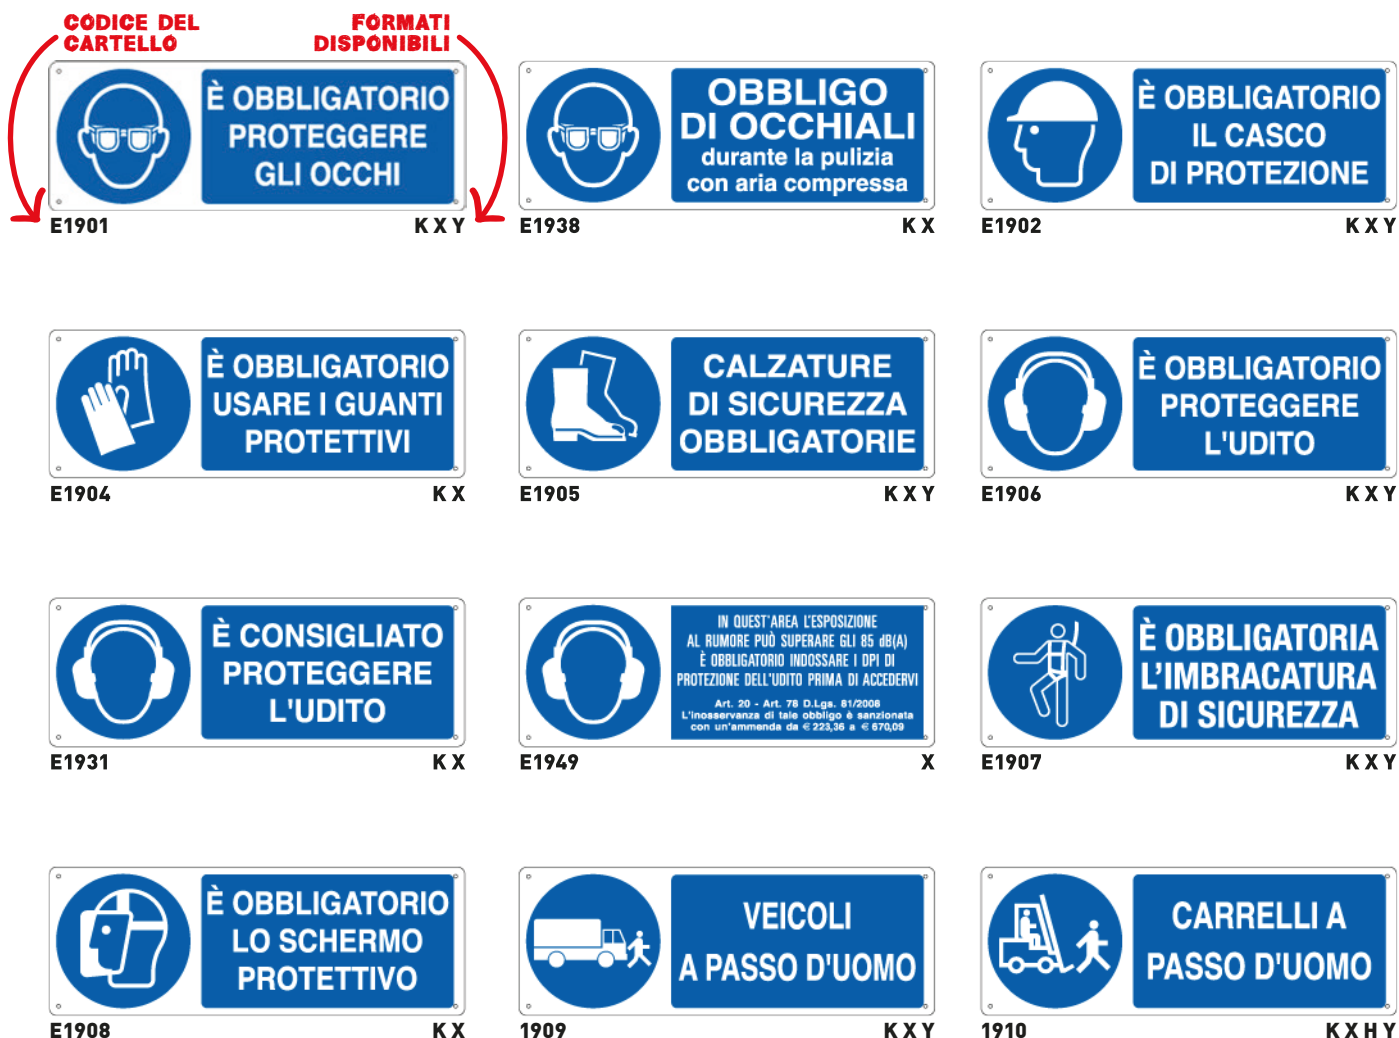 CODICE DEL
CARTELLO
FORMATI
DISPONIBILI
È OBBLIGATORIO
PROTEGGERE
GLI OCCHI
E1901
K X Y
OBBLIGO
DI OCCHIALI
durante la pulizia
con aria compressa
E1938
K X
È OBBLIGATORIO
IL CASCO
DI PROTEZIONE
E1902
K X Y
È OBBLIGATORIO
USARE I GUANTI
PROTETTIVI
E1904
K X
CALZATURE
DI SICUREZZA
OBBLIGATORIE
E1905
K X Y
È OBBLIGATORIO
PROTEGGERE
L'UDITO
E1906
K X Y
È CONSIGLIATO
PROTEGGERE
L'UDITO
E1931
K X
IN QUEST'AREA L'ESPOSIZIONE
AL RUMORE PUÒ SUPERARE GLI 85 dB(A)
È OBBLIGATORIO INDOSSARE I DPI DI
PROTEZIONE DELL'UDITO PRIMA DI ACCEDERVI
Art. 20 - Art. 78 D.Lgs. 81/2008
L'inosservanza di tale obbligo è sanzionata
con un'ammenda da € 223,36 a € 670,09
E1949
X
È OBBLIGATORIA
L'IMBRACATURA
DI SICUREZZA
E1907
K X Y
È OBBLIGATORIO
LO SCHERMO
PROTETTIVO
E1908
K X
VEICOLI
A PASSO D'UOMO
1909
K X Y
CARRELLI A
PASSO D'UOMO
1910
K X H Y